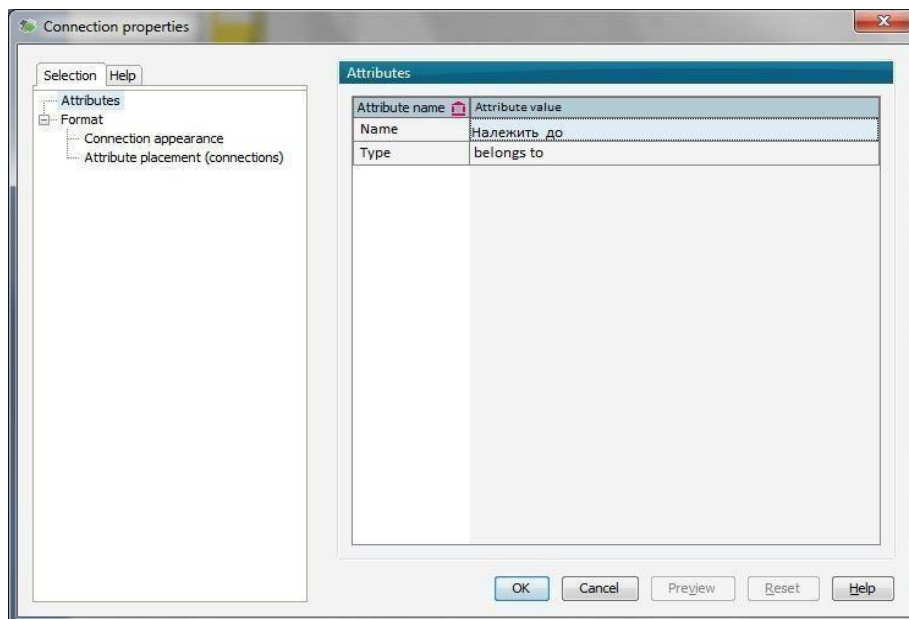 Connection properties
Selection Help
Attributes
Format
Connection appearance
Attribute placement (connections)
Attributes
Attribute name Attribute value
Name Належить до
Type belongs to
OK Cancel Preview Reset Help